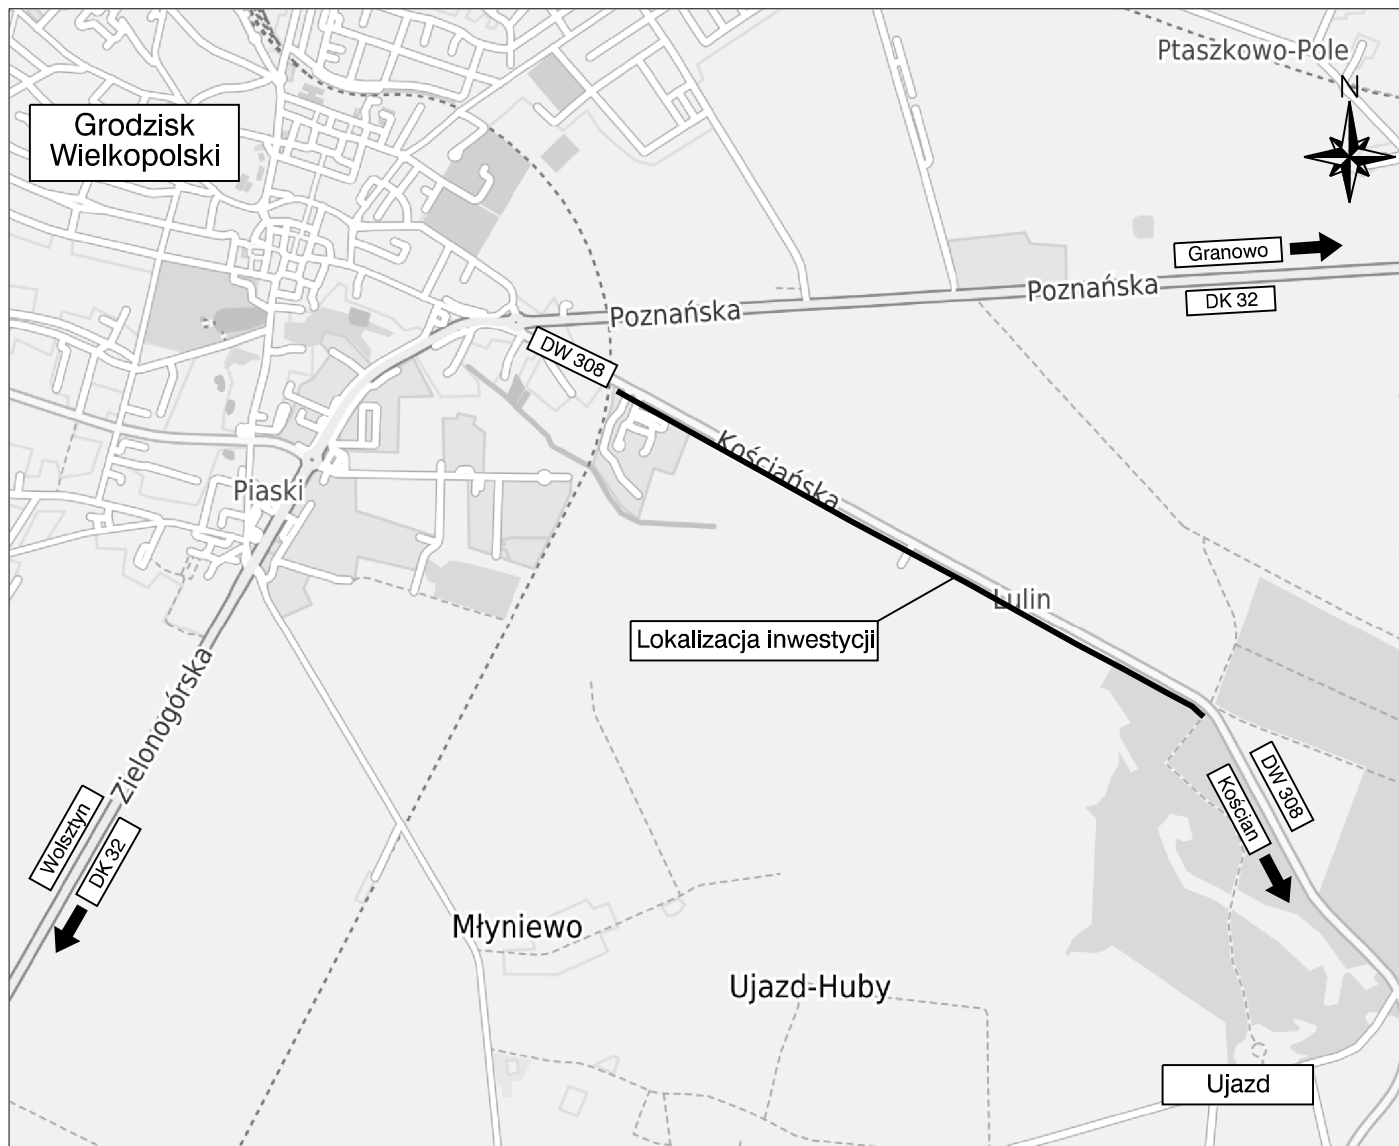 Ptaszkowo-Pole
N
Grodzisk
Wielkopolski
Granowo
Poznańska
DK 32
Poznańska
DW 308
Kościańska
Piaski
Lulin
Lokalizacja inwestycji
Zielonogórska
DW 308
Kościan
Wolsztyn
DK 32
Młyniewo
Ujazd-Huby
Ujazd